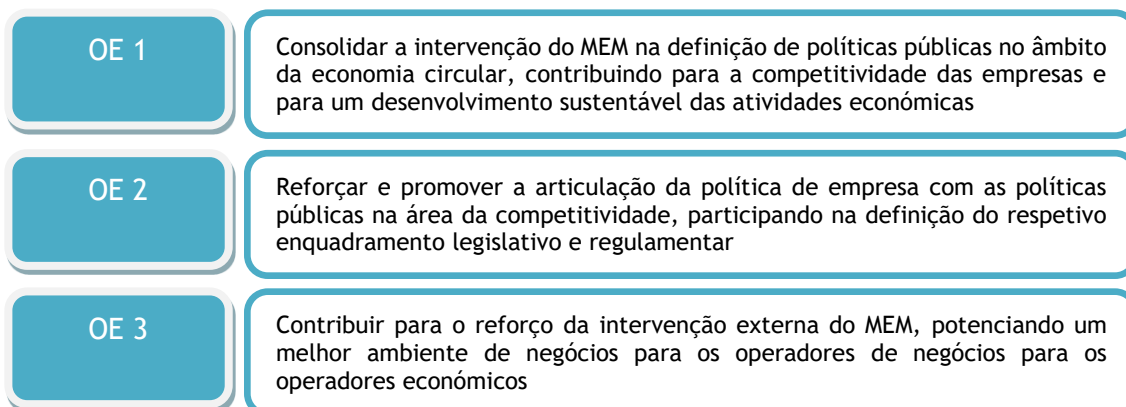 OE 1
Consolidar a intervenção do MEM na definição de políticas públicas no âmbito
da economia circular, contribuindo para a competitividade das empresas e
para um desenvolvimento sustentável das atividades económicas
OE 2
Reforçar e promover a articulação da política de empresa com as políticas
públicas na área da competitividade, participando na definição do respetivo
enquadramento legislativo e regulamentar
OE 3
Contribuir para o reforço da intervenção externa do MEM, potenciando um
melhor ambiente de negócios para os operadores de negócios para os
operadores económicos